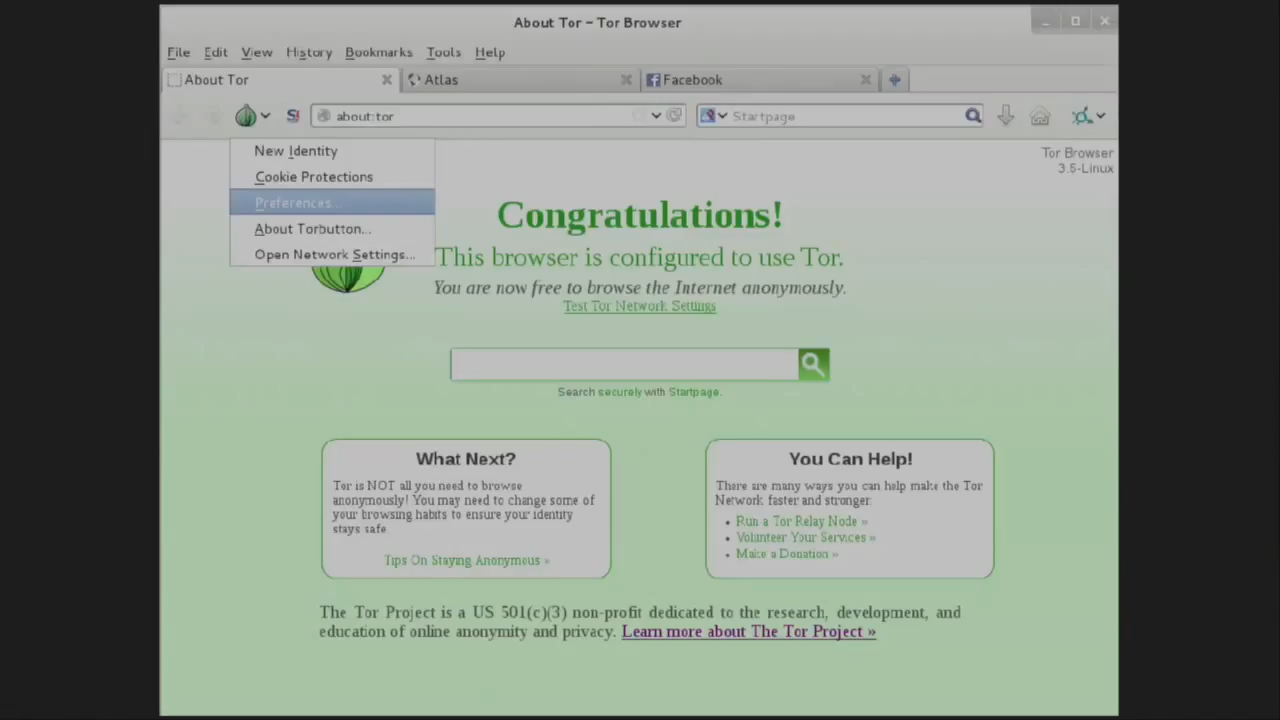 About Tor – Tor Browser
File Edit View History Bookmarks Tools Help
About Tor Atlas Facebook
S! about:tor Startpage
New Identity
Cookie Protections
Preferences...
About Torbutton...
Open Network Settings...
Tor Browser
3.5-Linux
Congratulations!
This browser is configured to use Tor.
You are now free to browse the Internet anonymously.
Test Tor Network Settings
Search securely with Startpage.
What Next?
Tor is NOT all you need to browse
anonymously! You may need to change some of
your browsing habits to ensure your identity
stays safe
Tips On Staying Anonymous »
You Can Help!
There are many ways you can help make the Tor
Network faster and stronger:
• Run a Tor Relay Node »
• Volunteer Your Services »
• Make a Donation »
The Tor Project is a US 501(c)(3) non-profit dedicated to the research, development, and
education of online anonymity and privacy. Learn more about The Tor Project »